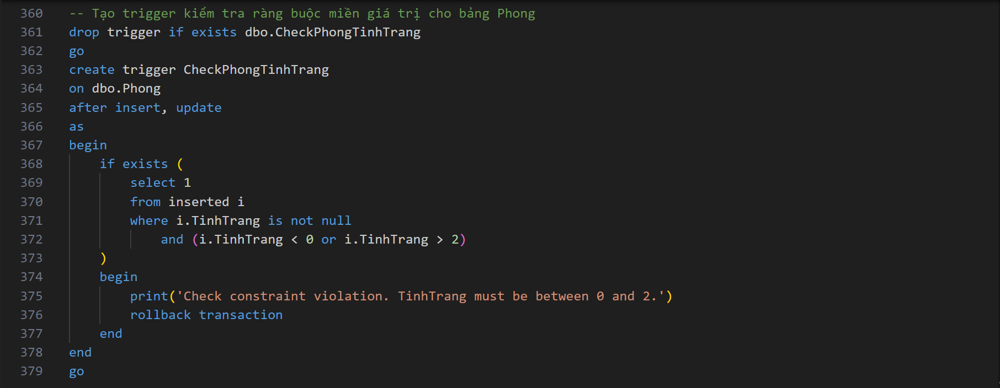 360 -- Tạo trigger kiểm tra ràng buộc miền giá trị cho bảng Phong
361 drop trigger if exists dbo.CheckPhongTinhTrang
362 go
363 create trigger CheckPhongTinhTrang
364 on dbo.Phong
365 after insert, update
366 as
367 begin
368     if exists (
369         select 1
370         from inserted i
371         where i.TinhTrang is not null
372             and (i.TinhTrang < 0 or i.TinhTrang > 2)
373     )
374     begin
375         print('Check constraint violation. TinhTrang must be between 0 and 2.')
376         rollback transaction
377     end
378 end
379 go